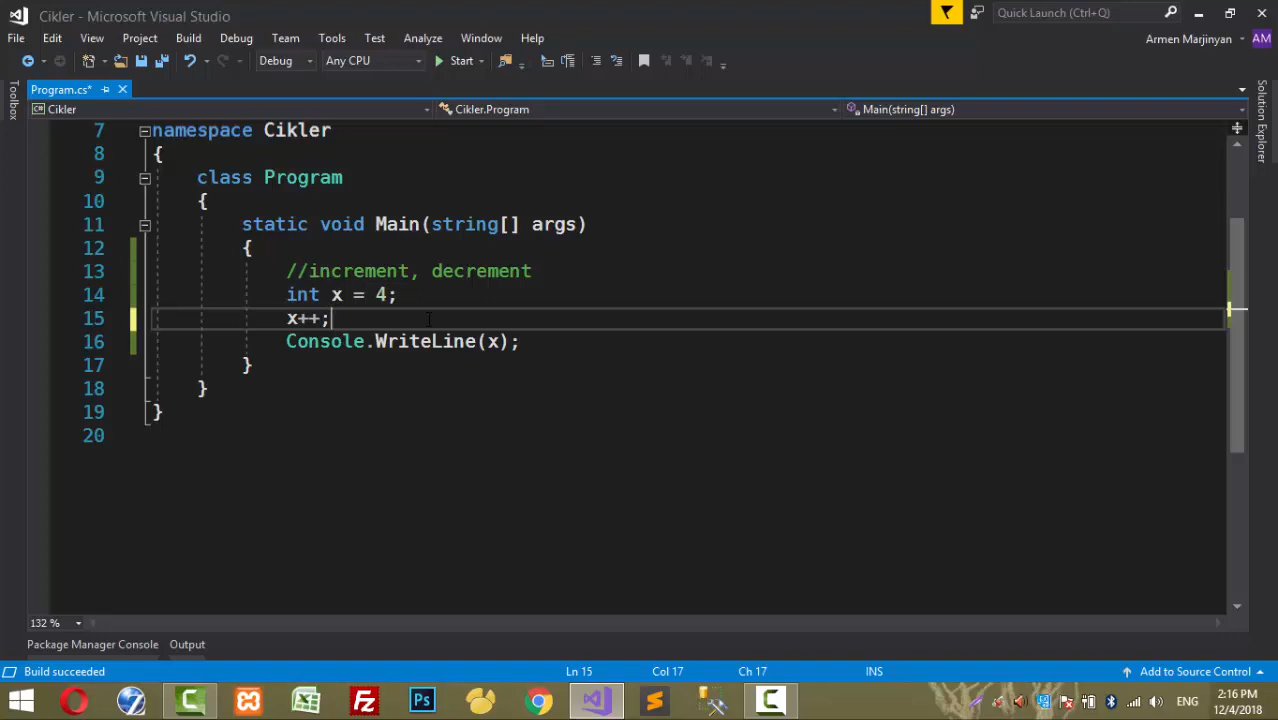 Cikler - Microsoft Visual Studio
Quick Launch (Ctrl+Q)
File Edit View Project Build Debug Team Tools Test Analyze Window Help
Armen Marjinyan AM
Debug Any CPU Start
Toolbox
Program.cs*
Solution Explorer
Cikler Cikler.Program Main(string[] args)
7 namespace Cikler
8 {
9 class Program
10 {
11 static void Main(string[] args)
12 {
13 //increment, decrement
14 int x = 4;
15 x++;
16 Console.WriteLine(x);
17 }
18 }
19 }
20
132 %
Package Manager Console Output
Build succeeded Ln 15 Col 17 Ch 17 INS Add to Source Control
Ps
ENG
2:16 PM
12/4/2018